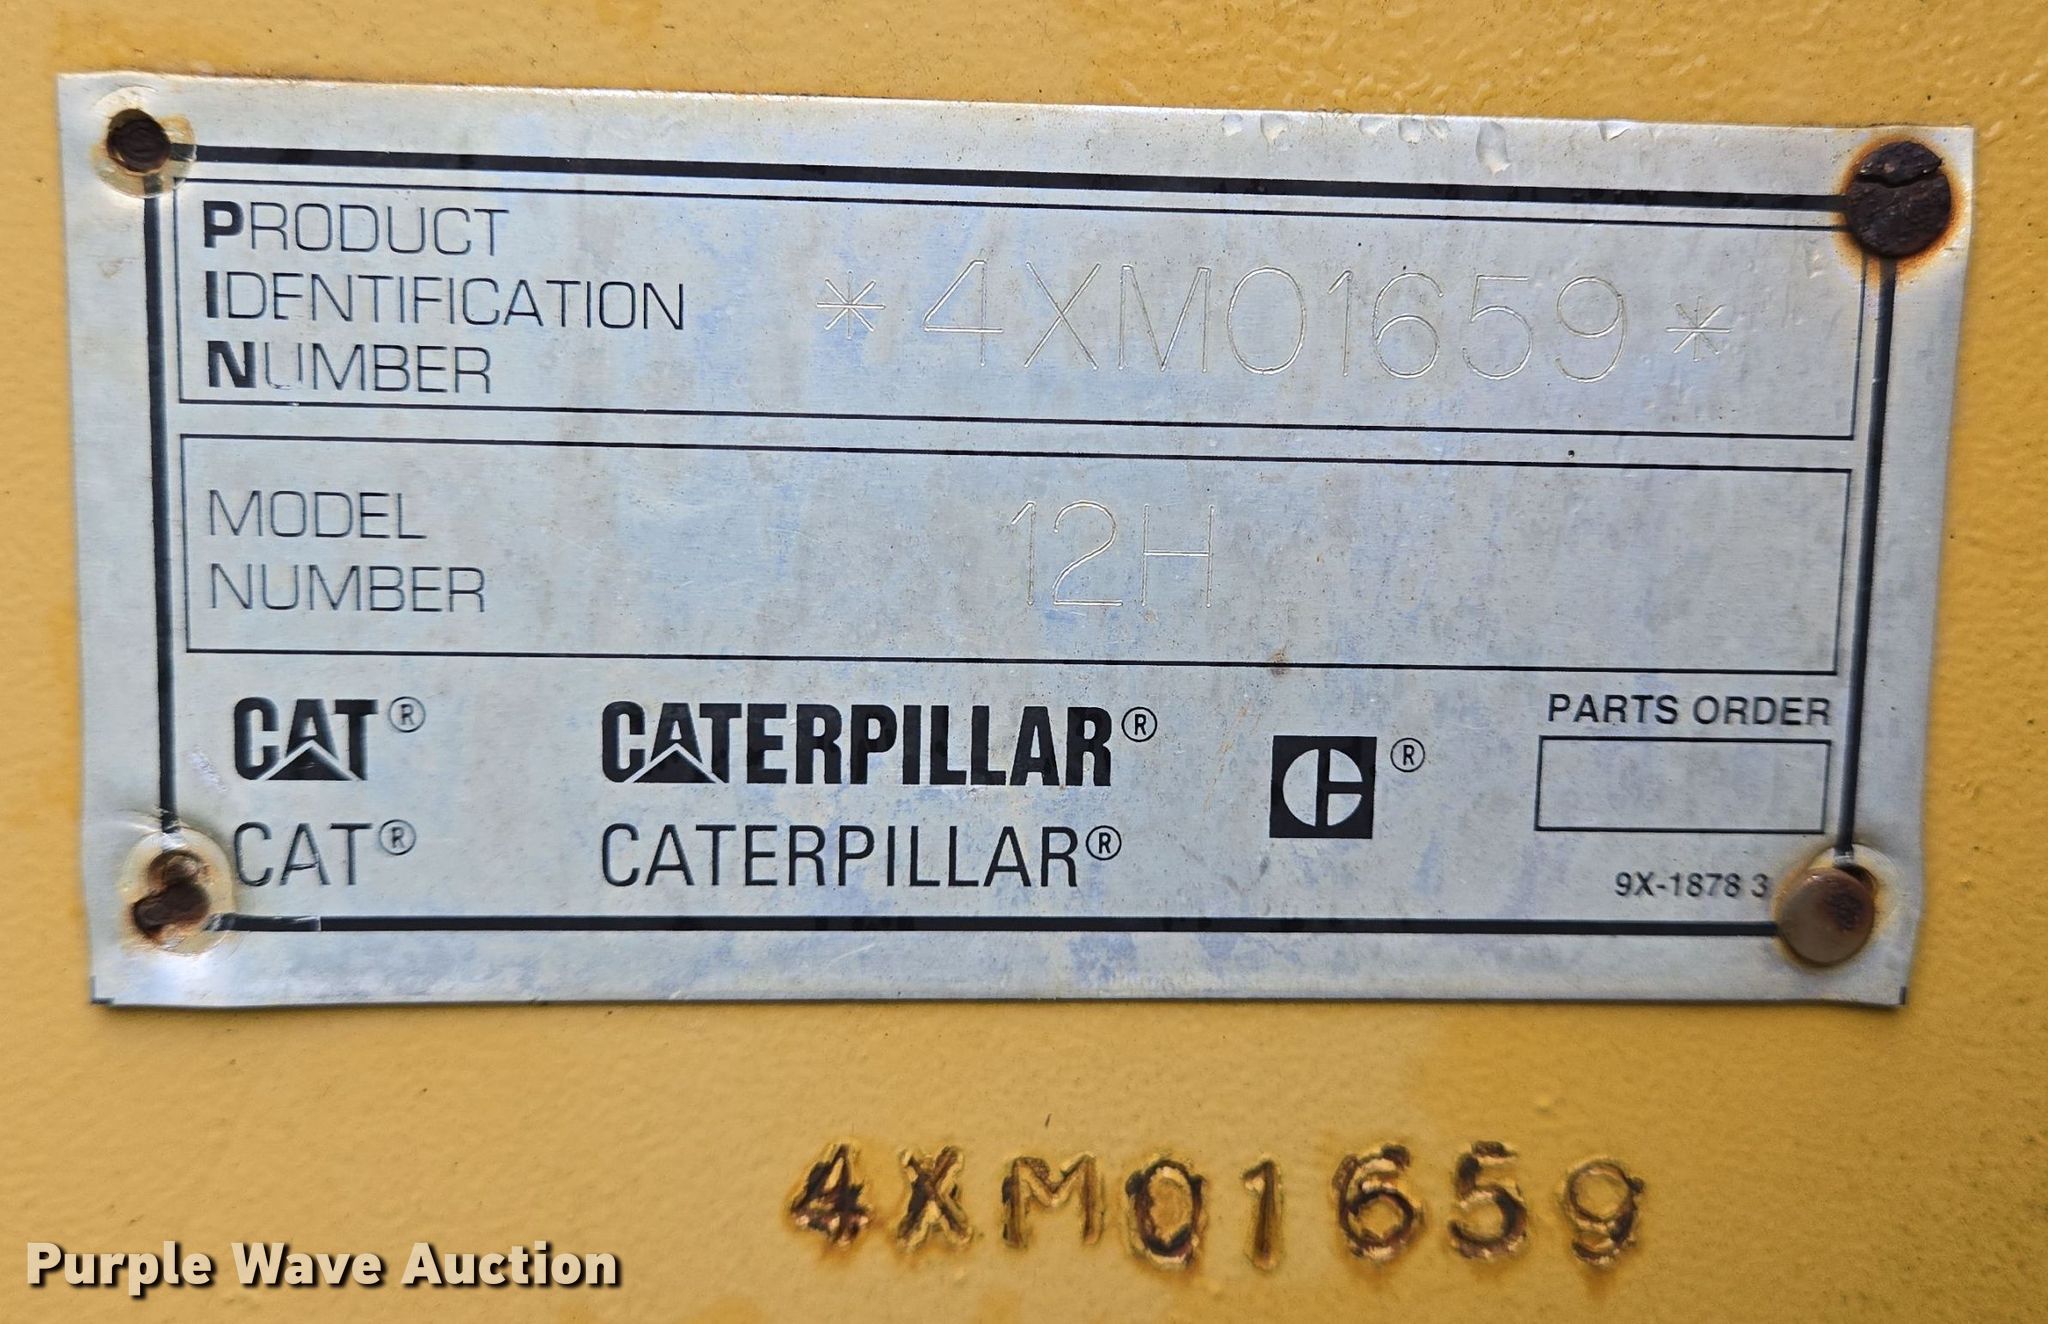 PRODUCT
IDENTIFICATION
NUMBER
*4XM01659*
MODEL
NUMBER
12H
CAT® CATERPILLAR® ®
CAT® CATERPILLAR®
PARTS ORDER
9X-1878 3
4XM01659
Purple Wave Auction